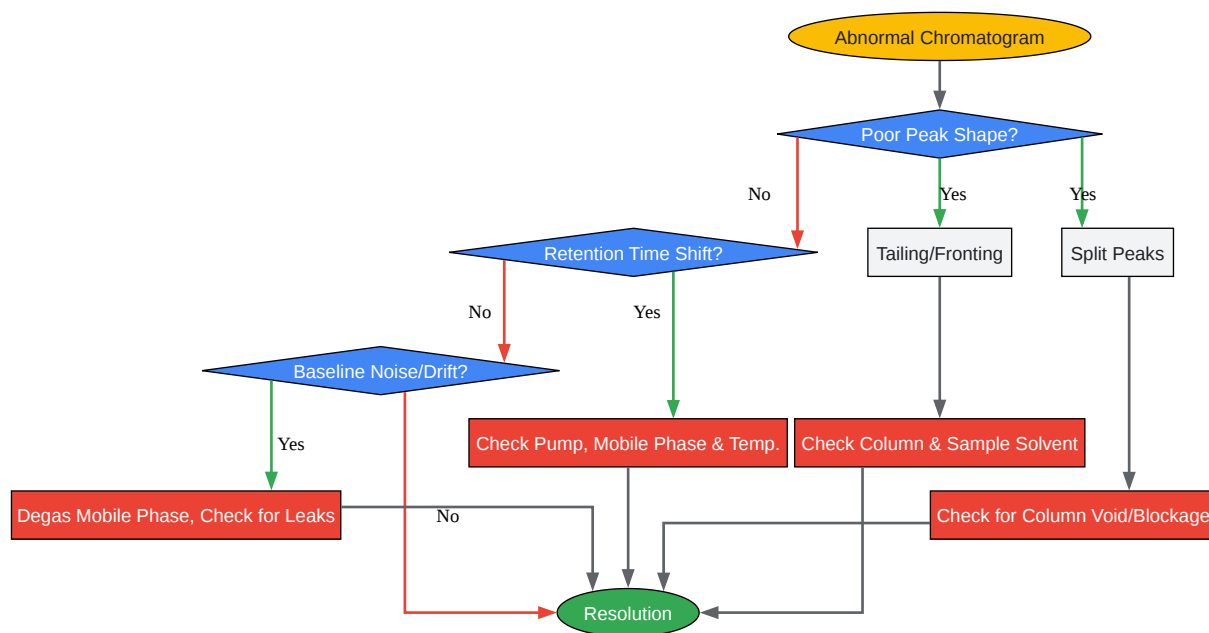 Abnormal Chromatogram
Poor Peak Shape?
No
Yes
Yes
Retention Time Shift?
Tailing/Fronting
Split Peaks
No
Yes
Baseline Noise/Drift?
Yes
Check Pump, Mobile Phase & Temp.
Check Column & Sample Solvent
Degas Mobile Phase, Check for Leaks
No
Check for Column Void/Blockage
Resolution